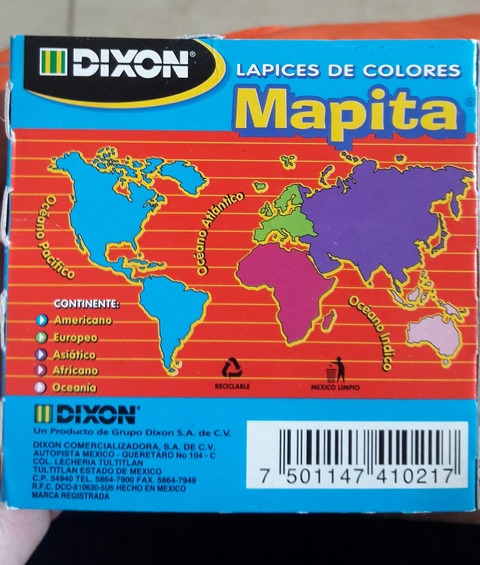 DIXON®
LAPICES DE COLORES
Mapita®
Océano Pacífico
Océano Atlántico
Océano Indico
CONTINENTE:
Americano
Europeo
Asiático
Africano
Oceanía
RECICLABLE
MEXICO LIMPIO
DIXON®
Un Producto de Grupo Dixon S.A. de C.V.
DIXON COMERCIALIZADORA, S.A. DE C.V.
AUTOPISTA MEXICO - QUERETARO No 104 - C
COL. LECHERIA TULTITLAN
TULTITLAN ESTADO DE MEXICO
C.P. 54940 TEL. 5864-7900 FAX. 5864-7949
R.F.C. DCO-810630-5U5 HECHO EN MEXICO
MARCA REGISTRADA
7 501147 410217